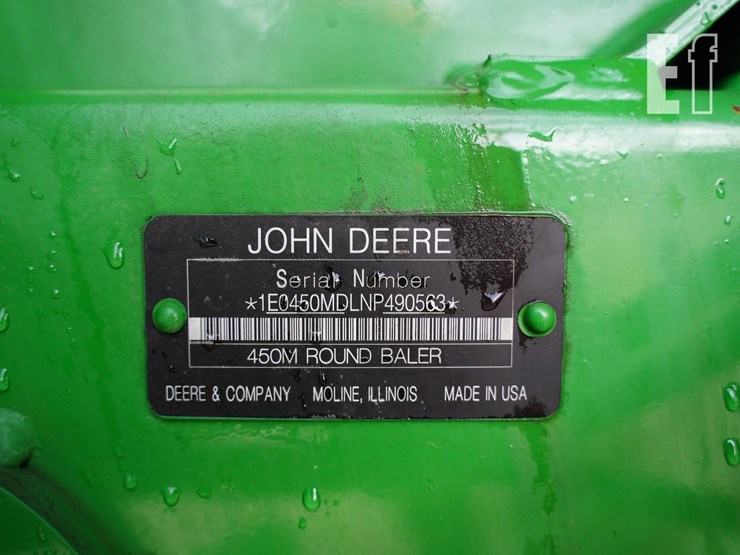 Ef
JOHN DEERE
Serial Number
*1E0450MDLNP490563*
450M ROUND BALER
DEERE & COMPANY MOLINE, ILLINOIS MADE IN USA